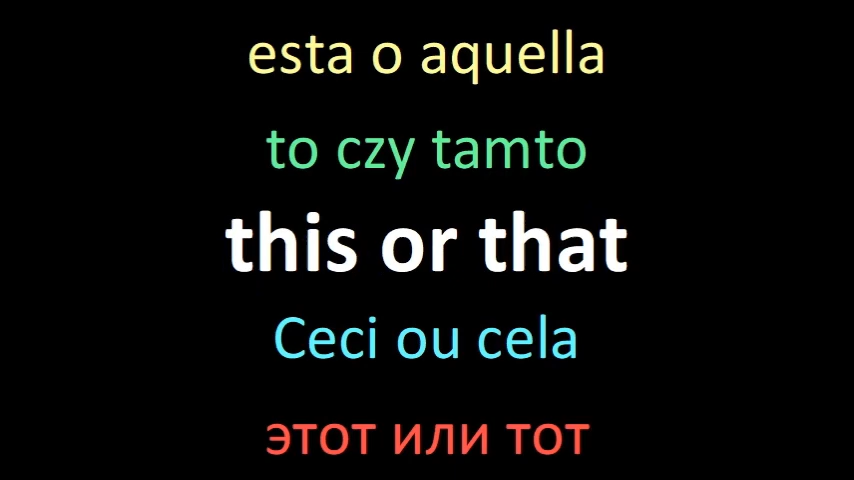 esta o aquella
to czy tamto
this or that
Ceci ou cela
этот или тот